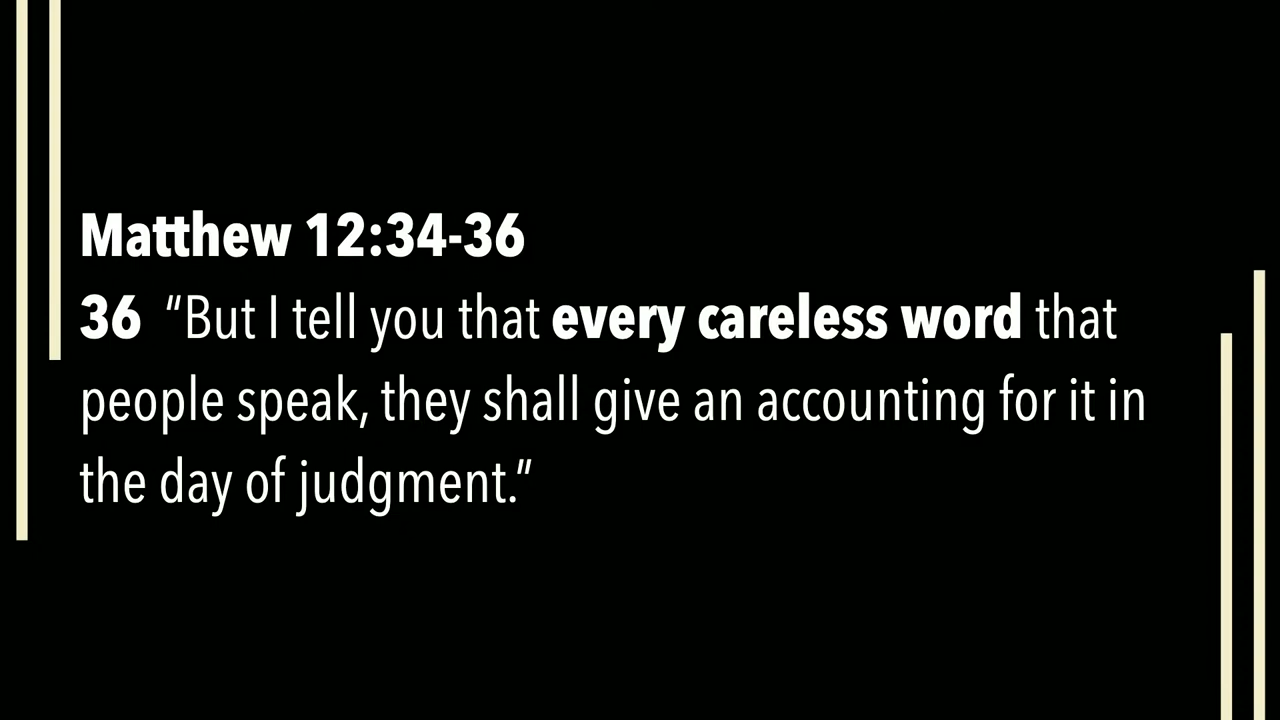 Matthew 12:34-36
36 “But I tell you that every careless word that
people speak, they shall give an accounting for it in
the day of judgment.”